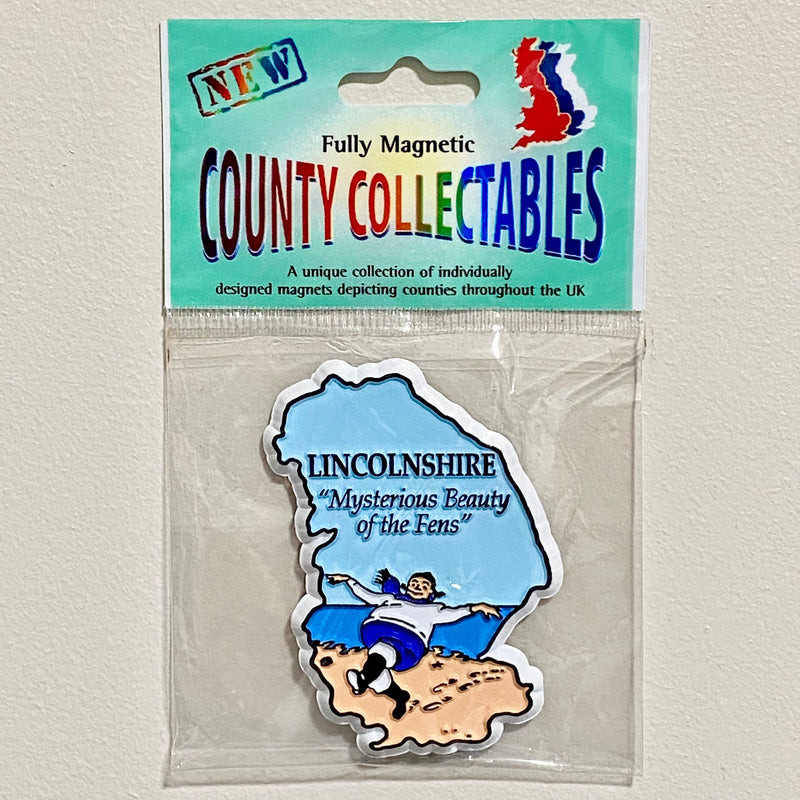 NEW
Fully Magnetic
COUNTY COLLECTABLES
A unique collection of individually
designed magnets depicting counties throughout the UK
LINCOLNSHIRE
"Mysterious Beauty
of the Fens"